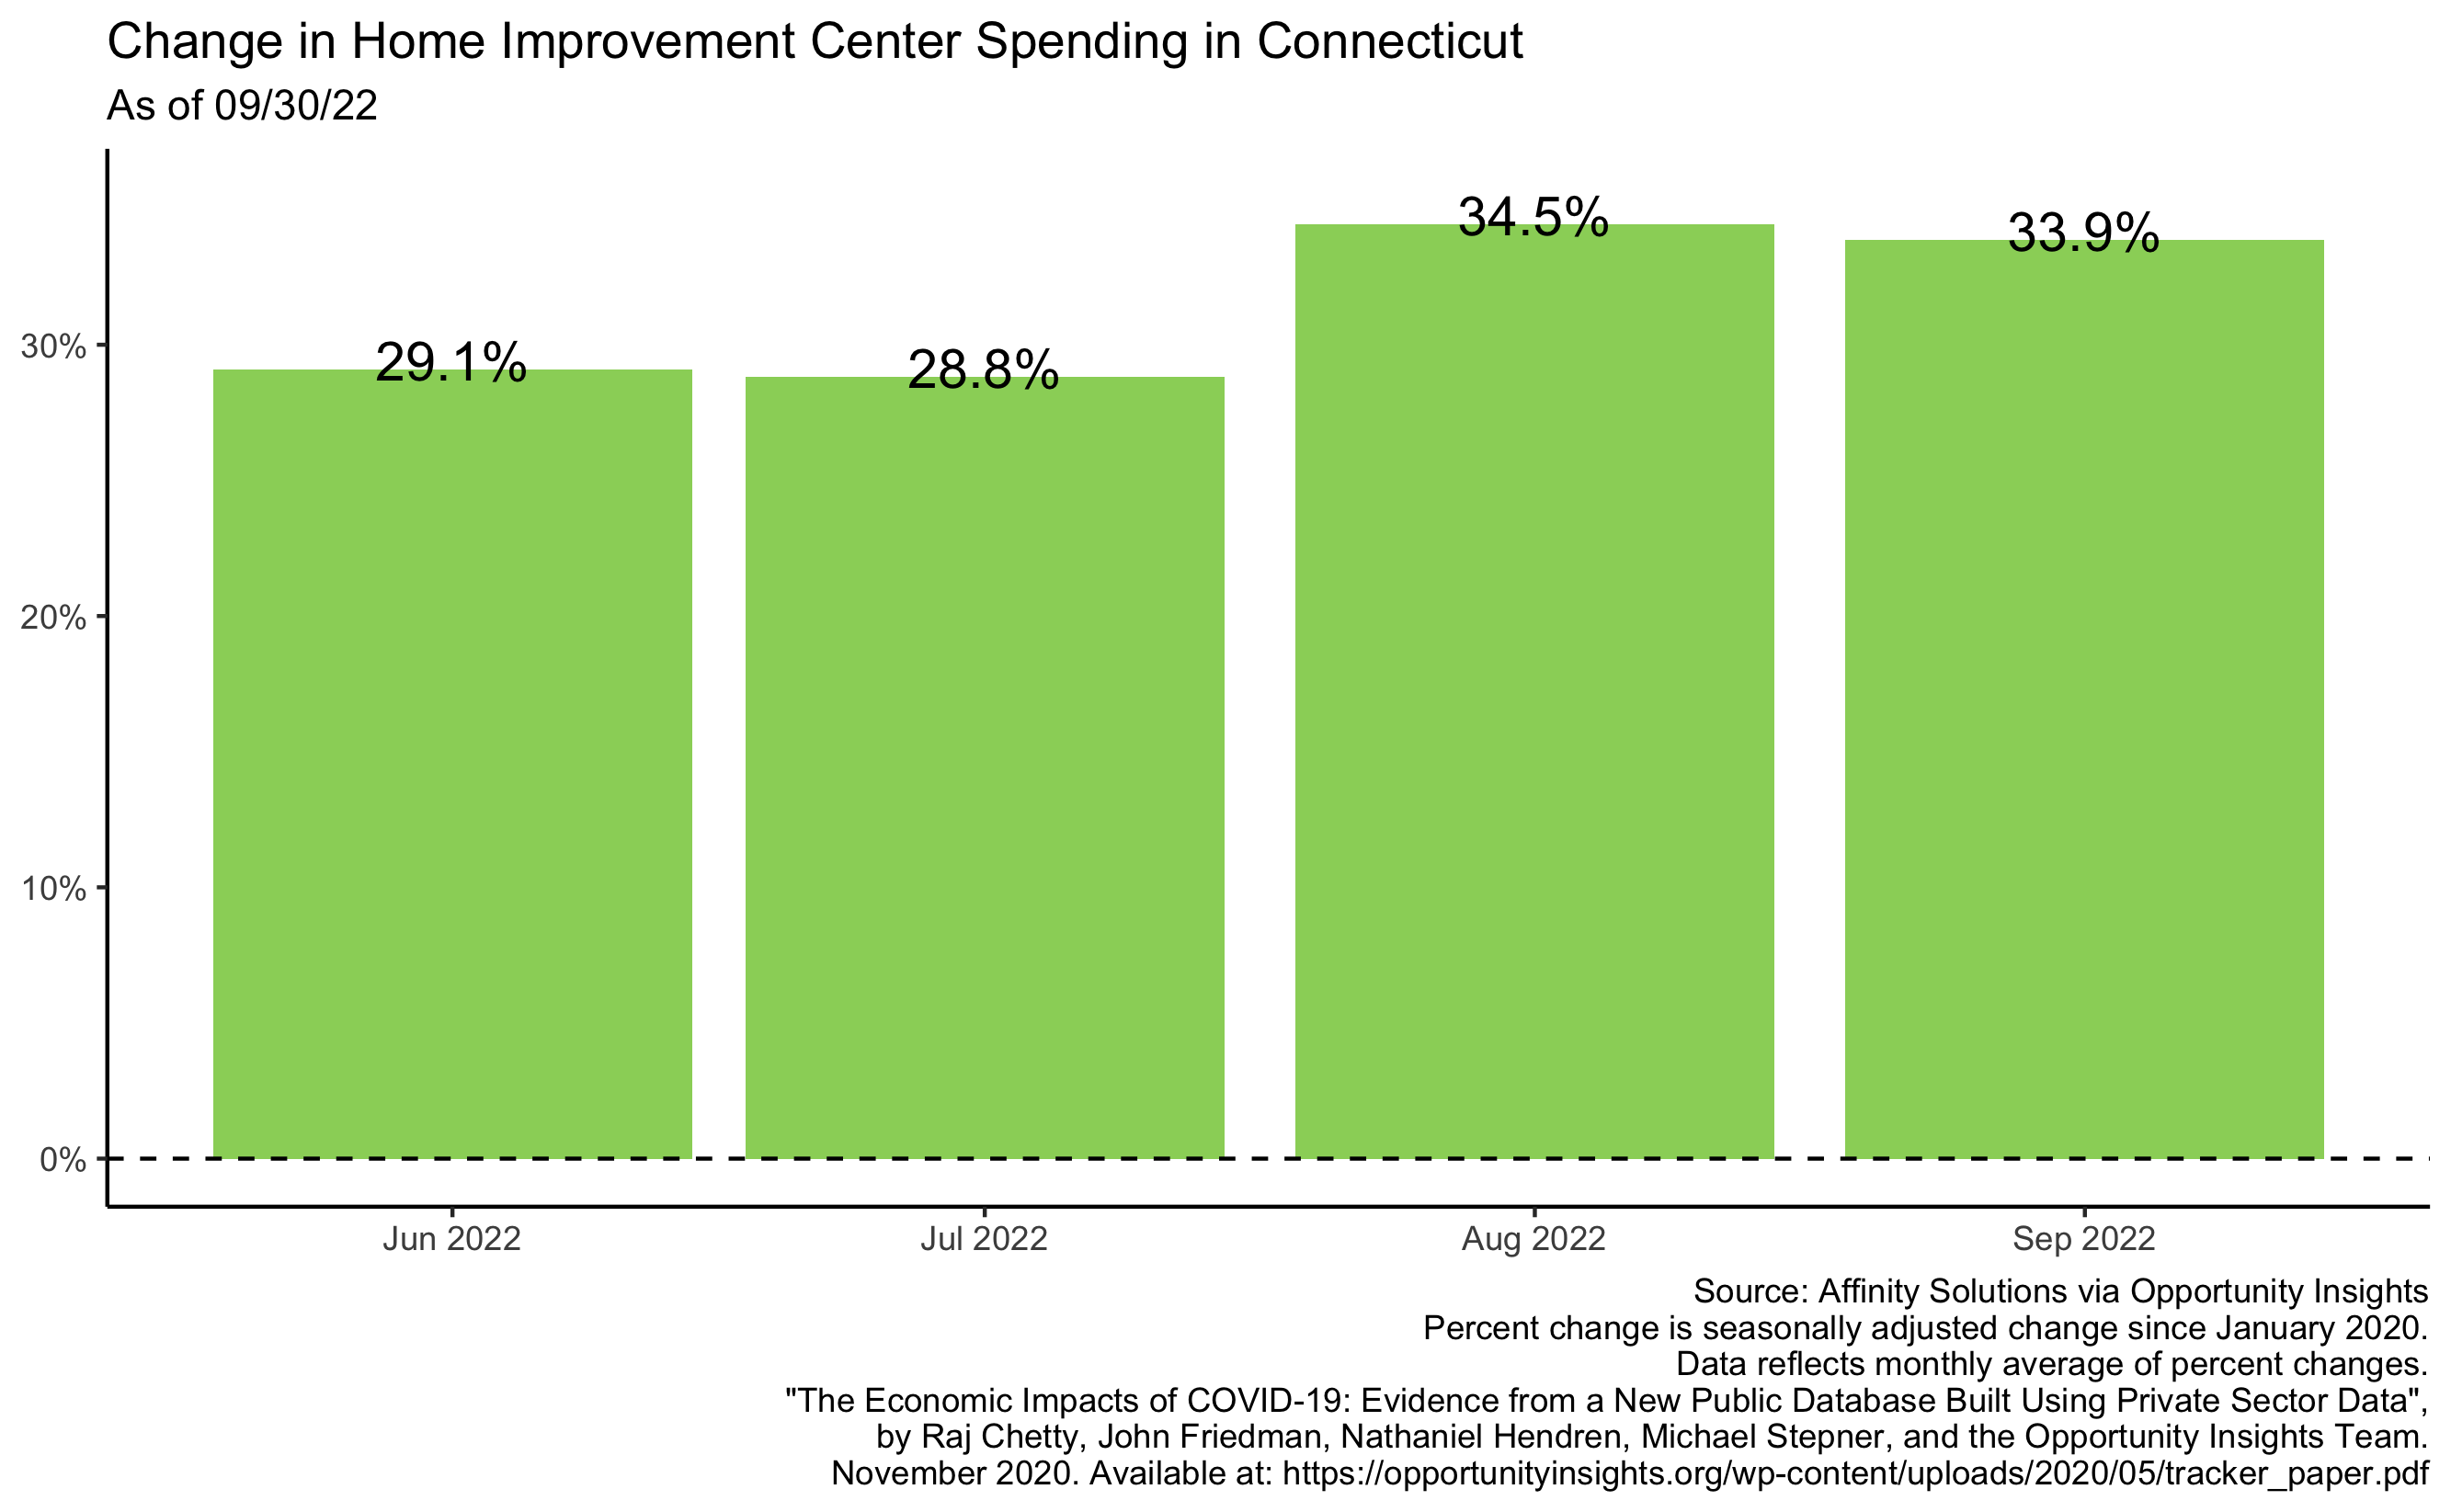 Change in Home Improvement Center Spending in Connecticut
As of 09/30/22
34.5%
33.9%
29.1%
28.8%
30%
20%
10%
0%
Jun 2022
Jul 2022
Aug 2022
Sep 2022
Source: Affinity Solutions via Opportunity Insights
Percent change is seasonally adjusted change since January 2020.
Data reflects monthly average of percent changes.
"The Economic Impacts of COVID-19: Evidence from a New Public Database Built Using Private Sector Data",
by Raj Chetty, John Friedman, Nathaniel Hendren, Michael Stepner, and the Opportunity Insights Team.
November 2020. Available at: https://opportunityinsights.org/wp-content/uploads/2020/05/tracker_paper.pdf